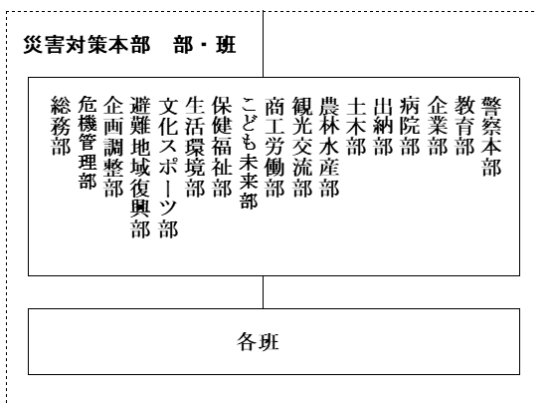 災害対策本部　部・班
総務部
危機管理部
企画調整部
避難地域復興部
文化スポーツ部
生活環境部
保健福祉部
こども未来部
商工労働部
観光交流部
農林水産部
土木部
出納部
病院部
企業部
教育部
警察本部
各班